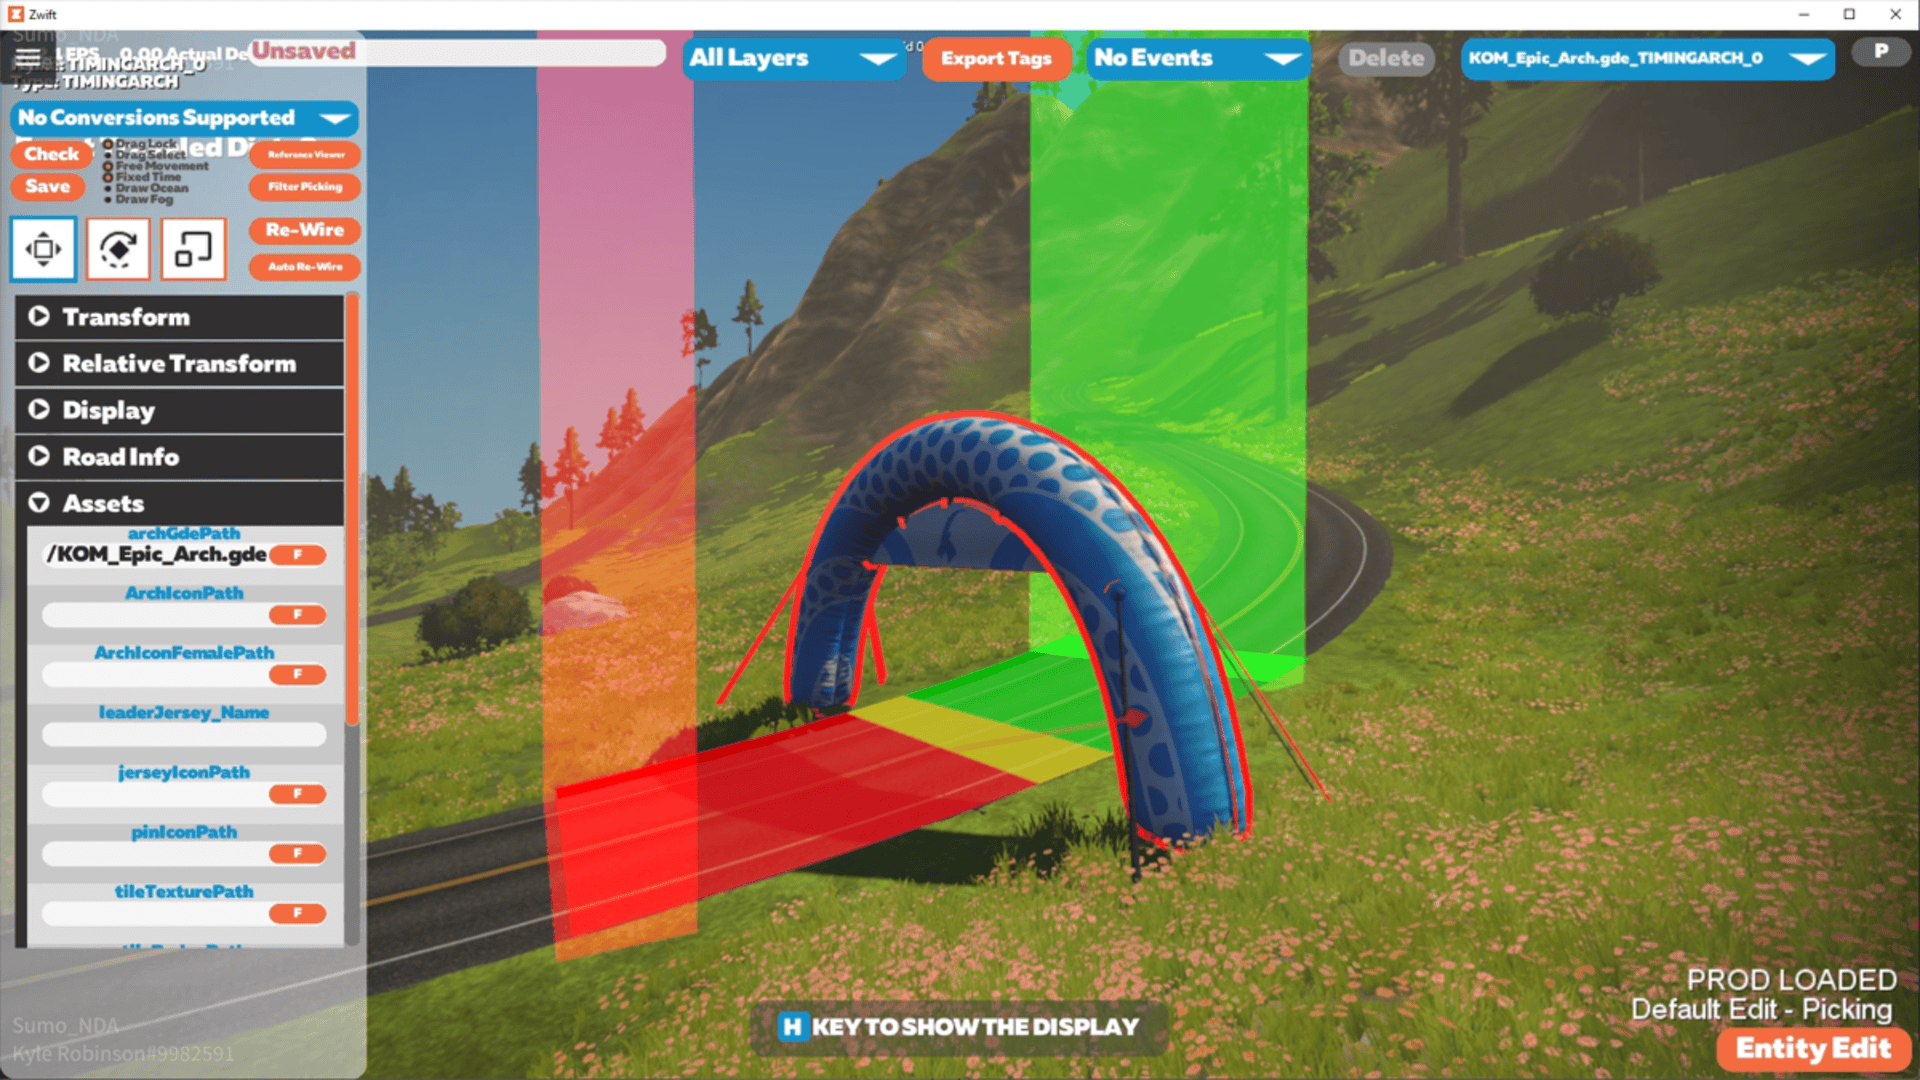 Zwift
Sumo_NDA
FPS 0.00 Actual De
Unsaved
All Layers
Export Tags
No Events
Delete
KOM_Epic_Arch.gde_TIMINGARCH_0
P
TIMINGARCH_0
Type: TIMINGARCH
No Conversions Supported
Check
Drag Lock
Drag Select
Free Movement
Fixed Time
Draw Ocean
Draw Fog
Reference Viewer
Save
Filter Picking
Re-Wire
Auto Re-Wire
Transform
Relative Transform
Display
Road Info
Assets
archGdePath
/KOM_Epic_Arch.gde F
ArchIconPath
F
ArchIconFemalePath
F
leaderJersey_Name
jerseyIconPath
F
pinIconPath
F
tileTexturePath
F
Sumo_NDA
Kyle Robinson#9982591
H KEY TO SHOW THE DISPLAY
PROD LOADED
Default Edit - Picking
Entity Edit